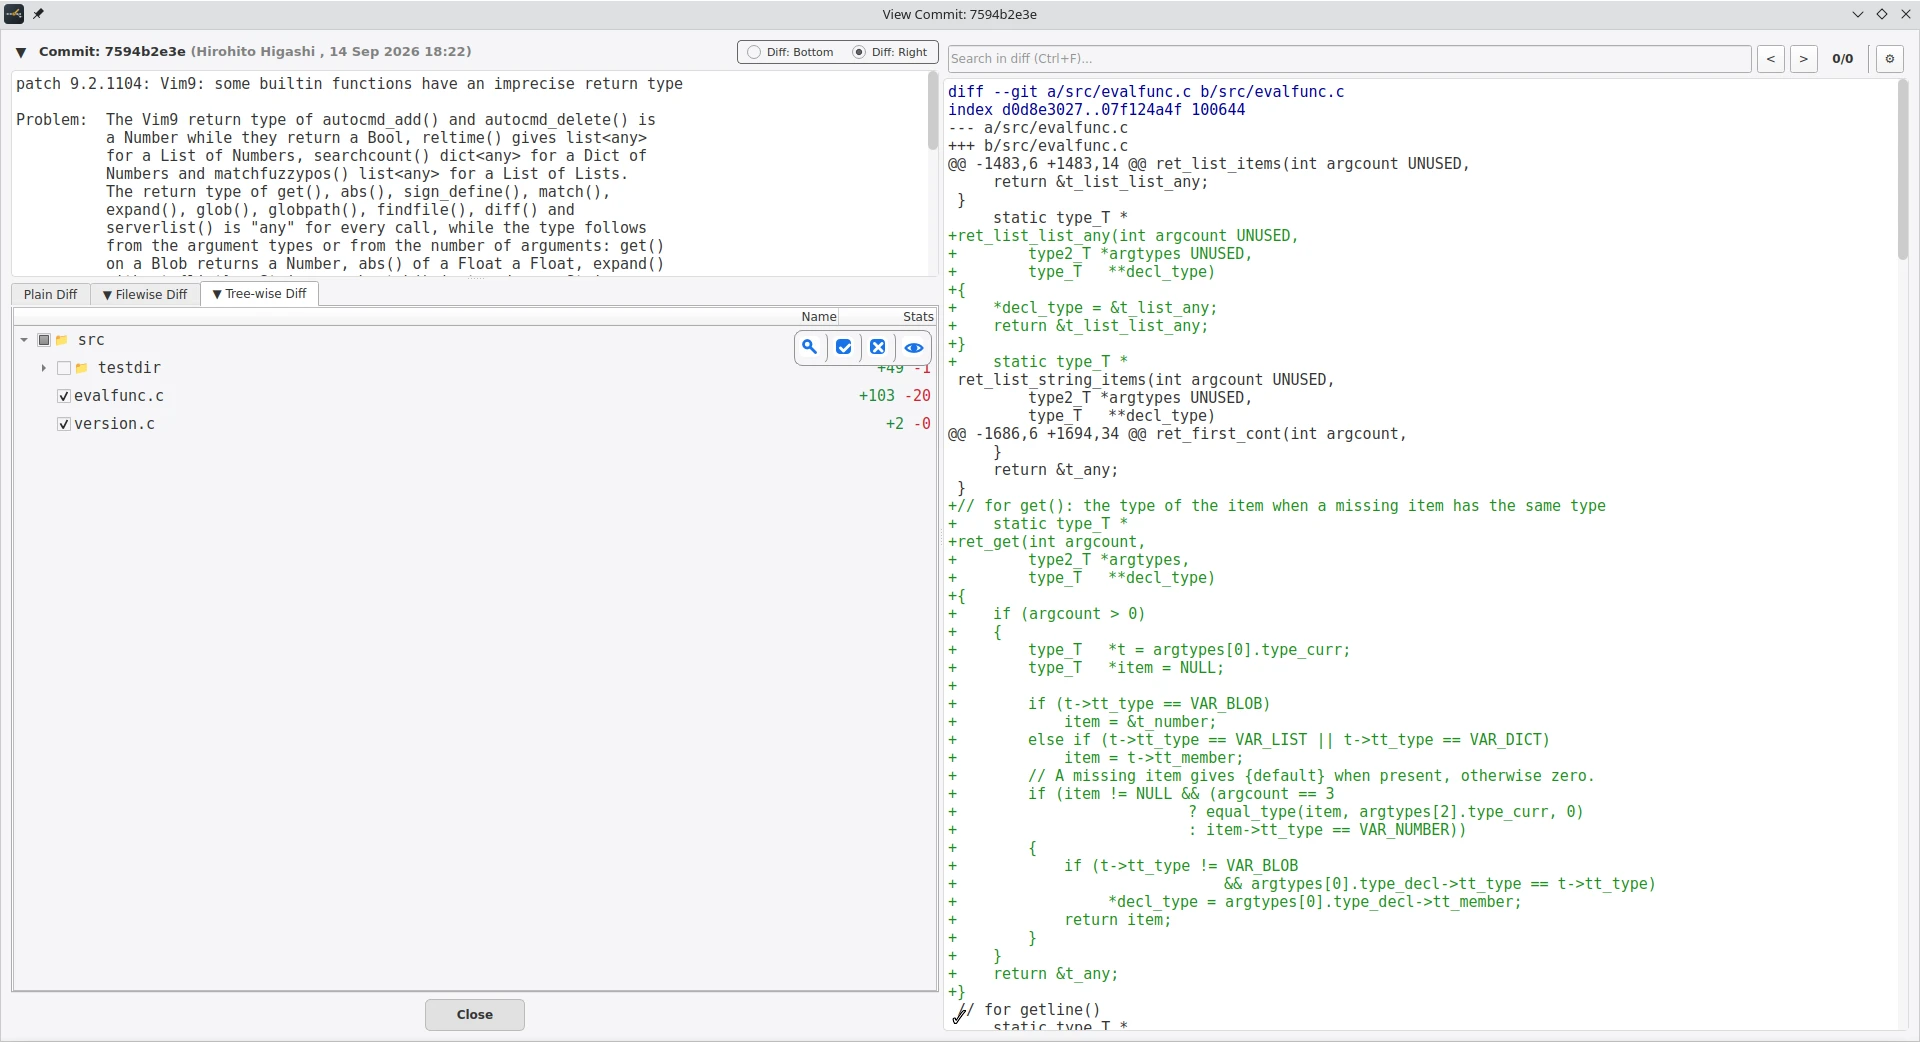 View Commit: 7594b2e3e
▼ Commit: 7594b2e3e (Hirohito Higashi , 14 Sep 2026 18:22)
Diff: Bottom
Diff: Right
patch 9.2.1104: Vim9: some builtin functions have an imprecise return type
Problem:  The Vim9 return type of autocmd_add() and autocmd_delete() is
a Number while they return a Bool, reltime() gives list<any>
for a List of Numbers, searchcount() dict<any> for a Dict of
Numbers and matchfuzzypos() list<any> for a List of Lists.
The return type of get(), abs(), sign_define(), match(),
expand(), glob(), globpath(), findfile(), diff() and
serverlist() is "any" for every call, while the type follows
from the argument types or from the number of arguments: get()
on a Blob returns a Number, abs() of a Float a Float, expand()
Plain Diff
▼ Filewise Diff
▼ Tree-wise Diff
Name
Stats
src
testdir
+49 -1
evalfunc.c
+103 -20
version.c
+2 -0
Close
Search in diff (Ctrl+F)...
<
>
0/0
diff --git a/src/evalfunc.c b/src/evalfunc.c
index d0d8e3027..07f124a4f 100644
--- a/src/evalfunc.c
+++ b/src/evalfunc.c
@@ -1483,6 +1483,14 @@ ret_list_items(int argcount UNUSED,
     return &t_list_list_any;
 }
     static type_T *
+ret_list_list_any(int argcount UNUSED,
+        type2_T *argtypes UNUSED,
+        type_T   **decl_type)
+{
+    *decl_type = &t_list_any;
+    return &t_list_list_any;
+}
+    static type_T *
 ret_list_string_items(int argcount UNUSED,
         type2_T *argtypes UNUSED,
         type_T   **decl_type)
@@ -1686,6 +1694,34 @@ ret_first_cont(int argcount,
     }
     return &t_any;
 }
+// for get(): the type of the item when a missing item has the same type
+    static type_T *
+ret_get(int argcount,
+        type2_T *argtypes,
+        type_T   **decl_type)
+{
+    if (argcount > 0)
+    {
+        type_T   *t = argtypes[0].type_curr;
+        type_T   *item = NULL;
+
+        if (t->tt_type == VAR_BLOB)
+            item = &t_number;
+        else if (t->tt_type == VAR_LIST || t->tt_type == VAR_DICT)
+            item = t->tt_member;
+        // A missing item gives {default} when present, otherwise zero.
+        if (item != NULL && (argcount == 3
+                          ? equal_type(item, argtypes[2].type_curr, 0)
+                          : item->tt_type == VAR_NUMBER))
+        {
+            if (t->tt_type != VAR_BLOB
+                              && argtypes[0].type_decl->tt_type == t->tt_type)
+                 *decl_type = argtypes[0].type_decl->tt_member;
+            return item;
+        }
+    }
+    return &t_any;
+}
 // for getline()
     static type_T *